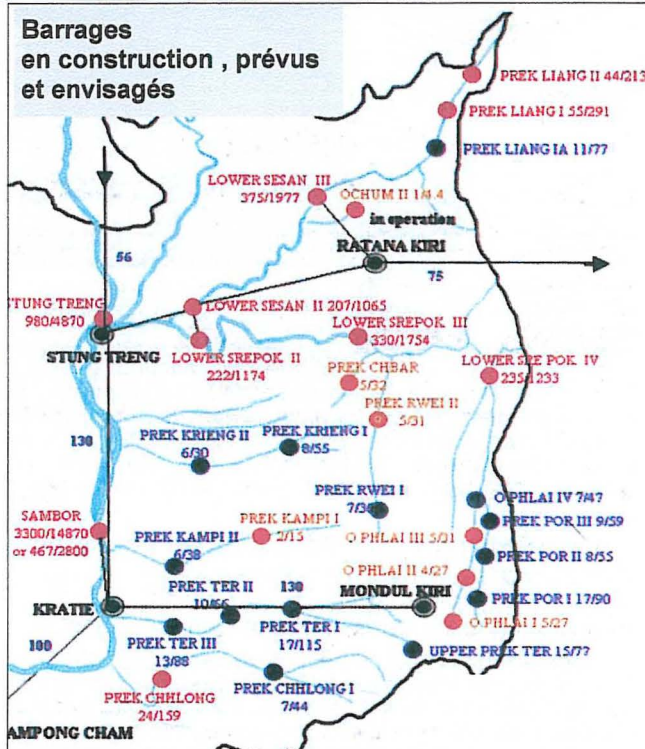 Barrages
en construction , prévus
et envisagés
PREK LIANG II 44/213
PREK LIANG I 55/291
PREK LIANG IA 11/77
LOWER SESAN III
375/1977
OCHUM II 1/4.4
in operation
RATANA KIRI
56
75
STUNG TRENG
980/4870
LOWER SESAN II 207/1065
STUNG TRENG
LOWER SREPOK II
222/1174
LOWER SREPOK III
330/1754
LOWER SRE POK IV
235/1233
PREK CHBAR
5/32
PREK RWEI II
5/31
130
PREK KRIENG II
6/30
PREK KRIENG I
8/55
PREK RWEI I
O PHLAI IV 7/47
PREK POR III 9/59
SAMBOR
3300/14870
or 467/2800
PREK KAMPI II
6/38
PREK KAMPI I
2/15
O PHLAI III 5/31
PREK POR II 8/55
O PHLAI II 4/27
PREK TER II
10/66
130
MONDUL KIRI
PREK POR I 17/90
KRATIE
O PHLAI I 5/27
PREK TER III
13/88
PREK TER I
17/115
UPPER PREK TER 15/77
100
PREK CHHLONG
24/159
PREK CHHLONG I
7/44
AMPONG CHAM